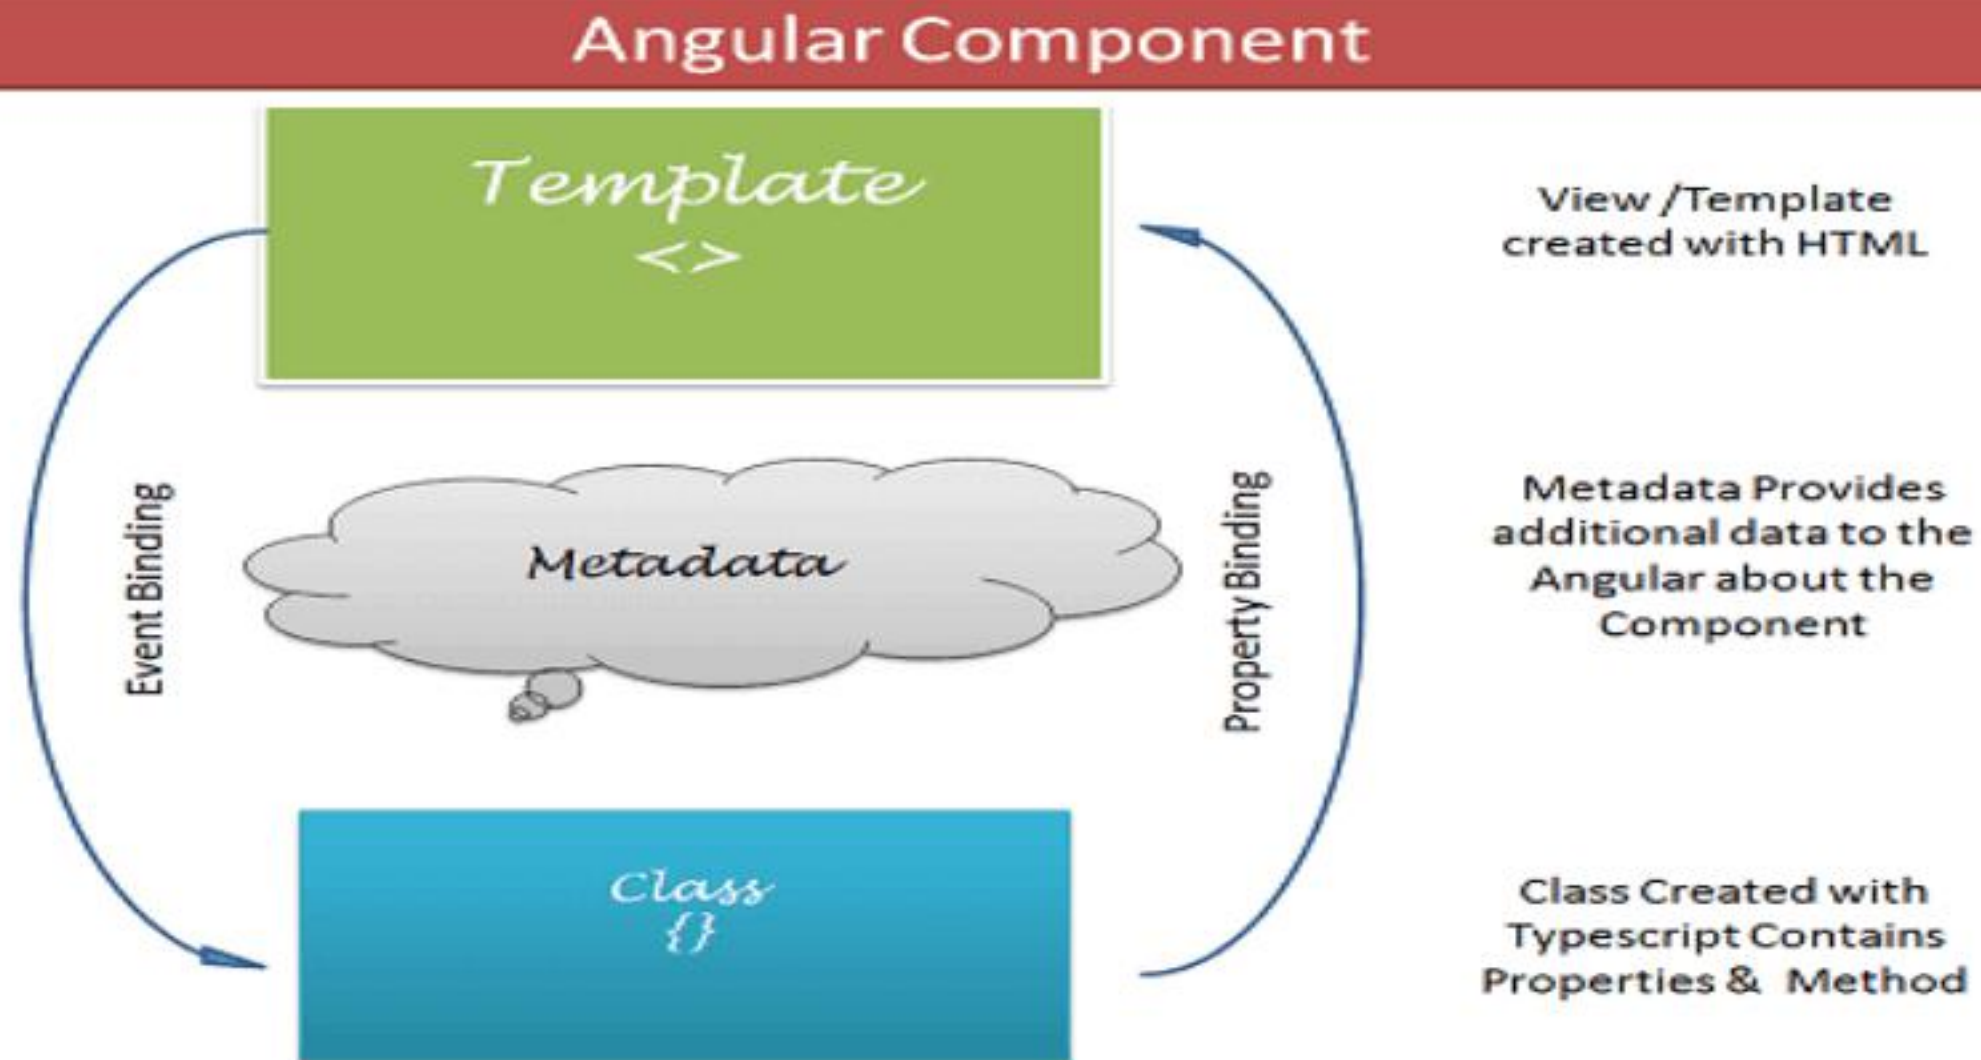 Angular Component
Template
<>
View /Template
created with HTML
Event Binding
Metadata
Property Binding
Metadata Provides
additional data to the
Angular about the
Component
Class
{}
Class Created with
Typescript Contains
Properties & Method